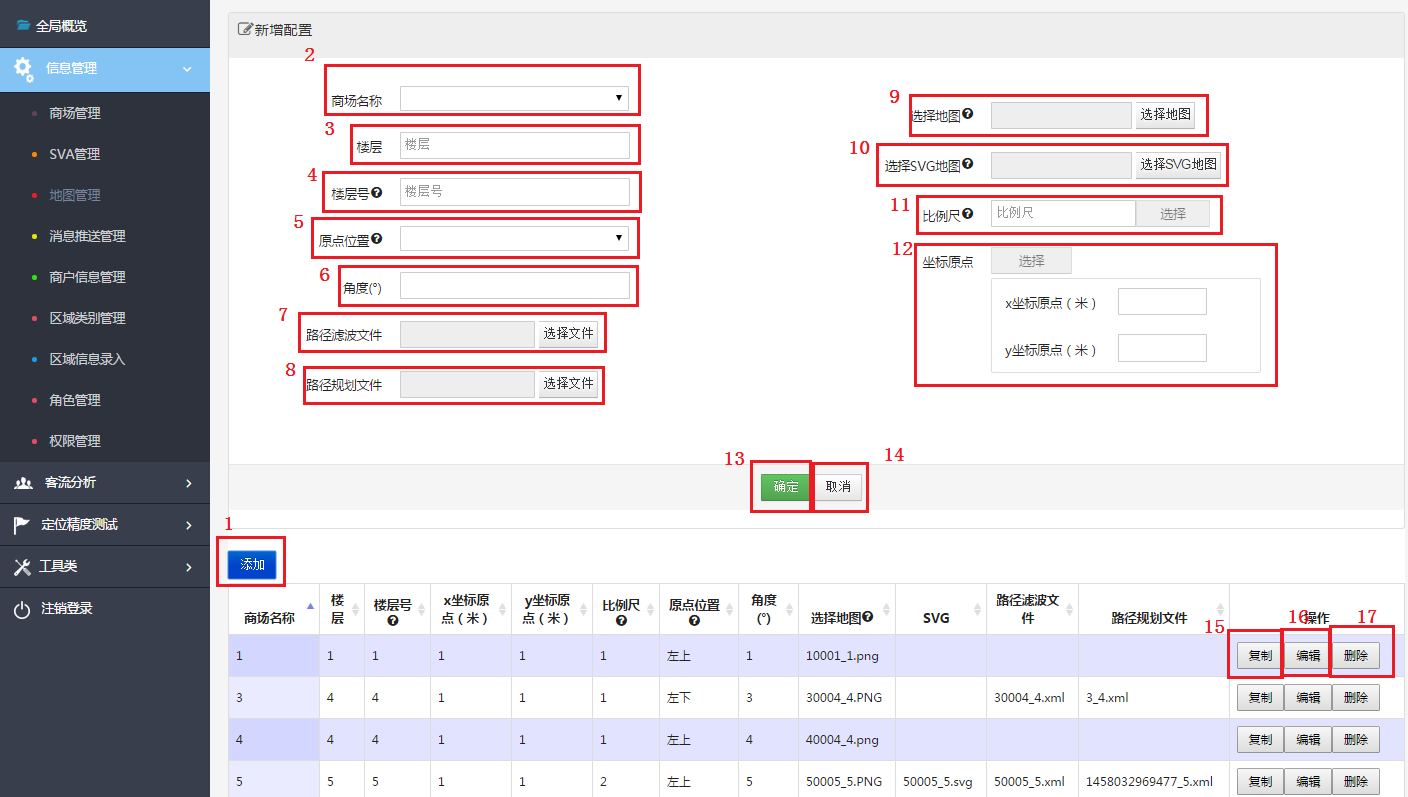 全局概览
信息管理
商场管理
SVA管理
地图管理
消息推送管理
商户信息管理
区域类别管理
区域信息录入
角色管理
权限管理
客流分析
定位精度测试
工具类
注销登录
新增配置
2
商场名称
3
楼层 楼层
4
楼层号 楼层号
5
原点位置
6
角度(°)
7
路径滤波文件 选择文件
8
路径规划文件 选择文件
9
选择地图 选择地图
10
选择SVG地图 选择SVG地图
11
比例尺 比例尺 选择
12
坐标原点 选择
x坐标原点（米）
y坐标原点（米）
13 确定 取消 14
1
添加
商场名称 楼层 楼层号 x坐标原点（米） y坐标原点（米） 比例尺 原点位置 角度(°) 选择地图 SVG 路径滤波文件 路径规划文件 操作
15 16 17
1 1 1 1 1 1 左上 1 10001_1.png 复制 编辑 删除
3 4 4 1 1 1 左下 3 30004_4.PNG 30004_4.xml 3_4.xml 复制 编辑 删除
4 4 4 1 1 1 左上 4 40004_4.png 复制 编辑 删除
5 5 5 1 1 2 左上 5 50005_5.PNG 50005_5.svg 50005_5.xml 1458032969477_5.xml 复制 编辑 删除